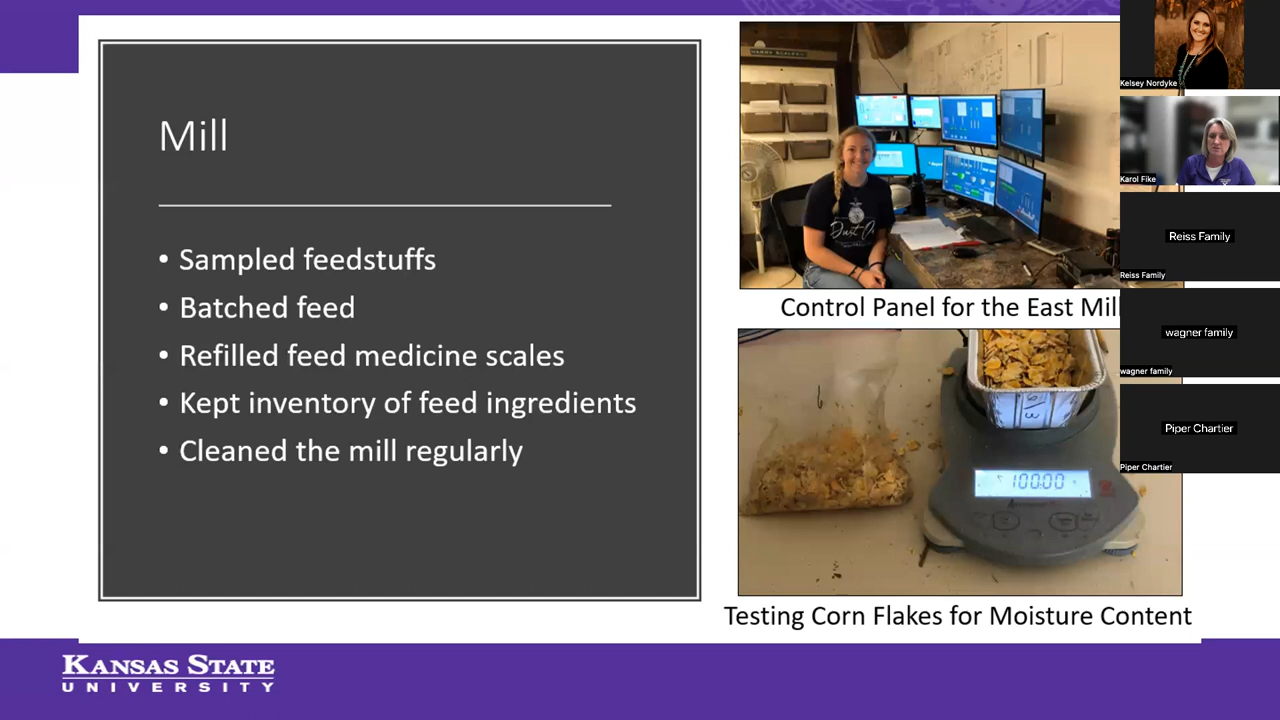 Mill
• Sampled feedstuffs
• Batched feed
• Refilled feed medicine scales
• Kept inventory of feed ingredients
• Cleaned the mill regularly
Control Panel for the East Mill
100.00
Testing Corn Flakes for Moisture Content
KANSAS STATE
UNIVERSITY
Kelsey Nordyke
Karol Fike
Reiss Family
Reiss Family
wagner family
wagner family
Piper Chartier
Piper Chartier